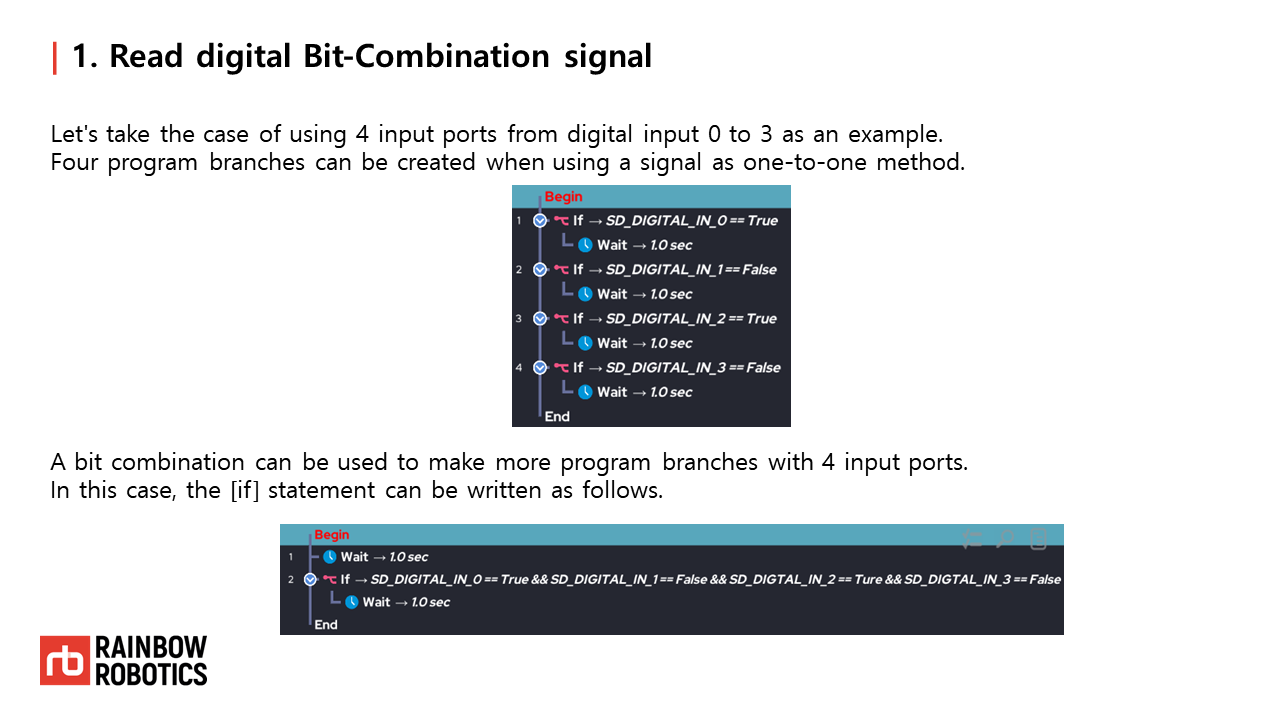 1. Read digital Bit-Combination signal
Let's take the case of using 4 input ports from digital input 0 to 3 as an example.
Four program branches can be created when using a signal as one-to-one method.
Begin
1 If → SD_DIGITAL_IN_0 == True
Wait → 1.0 sec
2 If → SD_DIGITAL_IN_1 == False
Wait → 1.0 sec
3 If → SD_DIGITAL_IN_2 == True
Wait → 1.0 sec
4 If → SD_DIGITAL_IN_3 == False
Wait → 1.0 sec
End
A bit combination can be used to make more program branches with 4 input ports.
In this case, the [if] statement can be written as follows.
Begin
1 Wait → 1.0 sec
2 If → SD_DIGITAL_IN_0 == True && SD_DIGITAL_IN_1 == False && SD_DIGTAL_IN_2 == Ture && SD_DIGTAL_IN_3 == False
Wait → 1.0 sec
End
rb RAINBOW
ROBOTICS